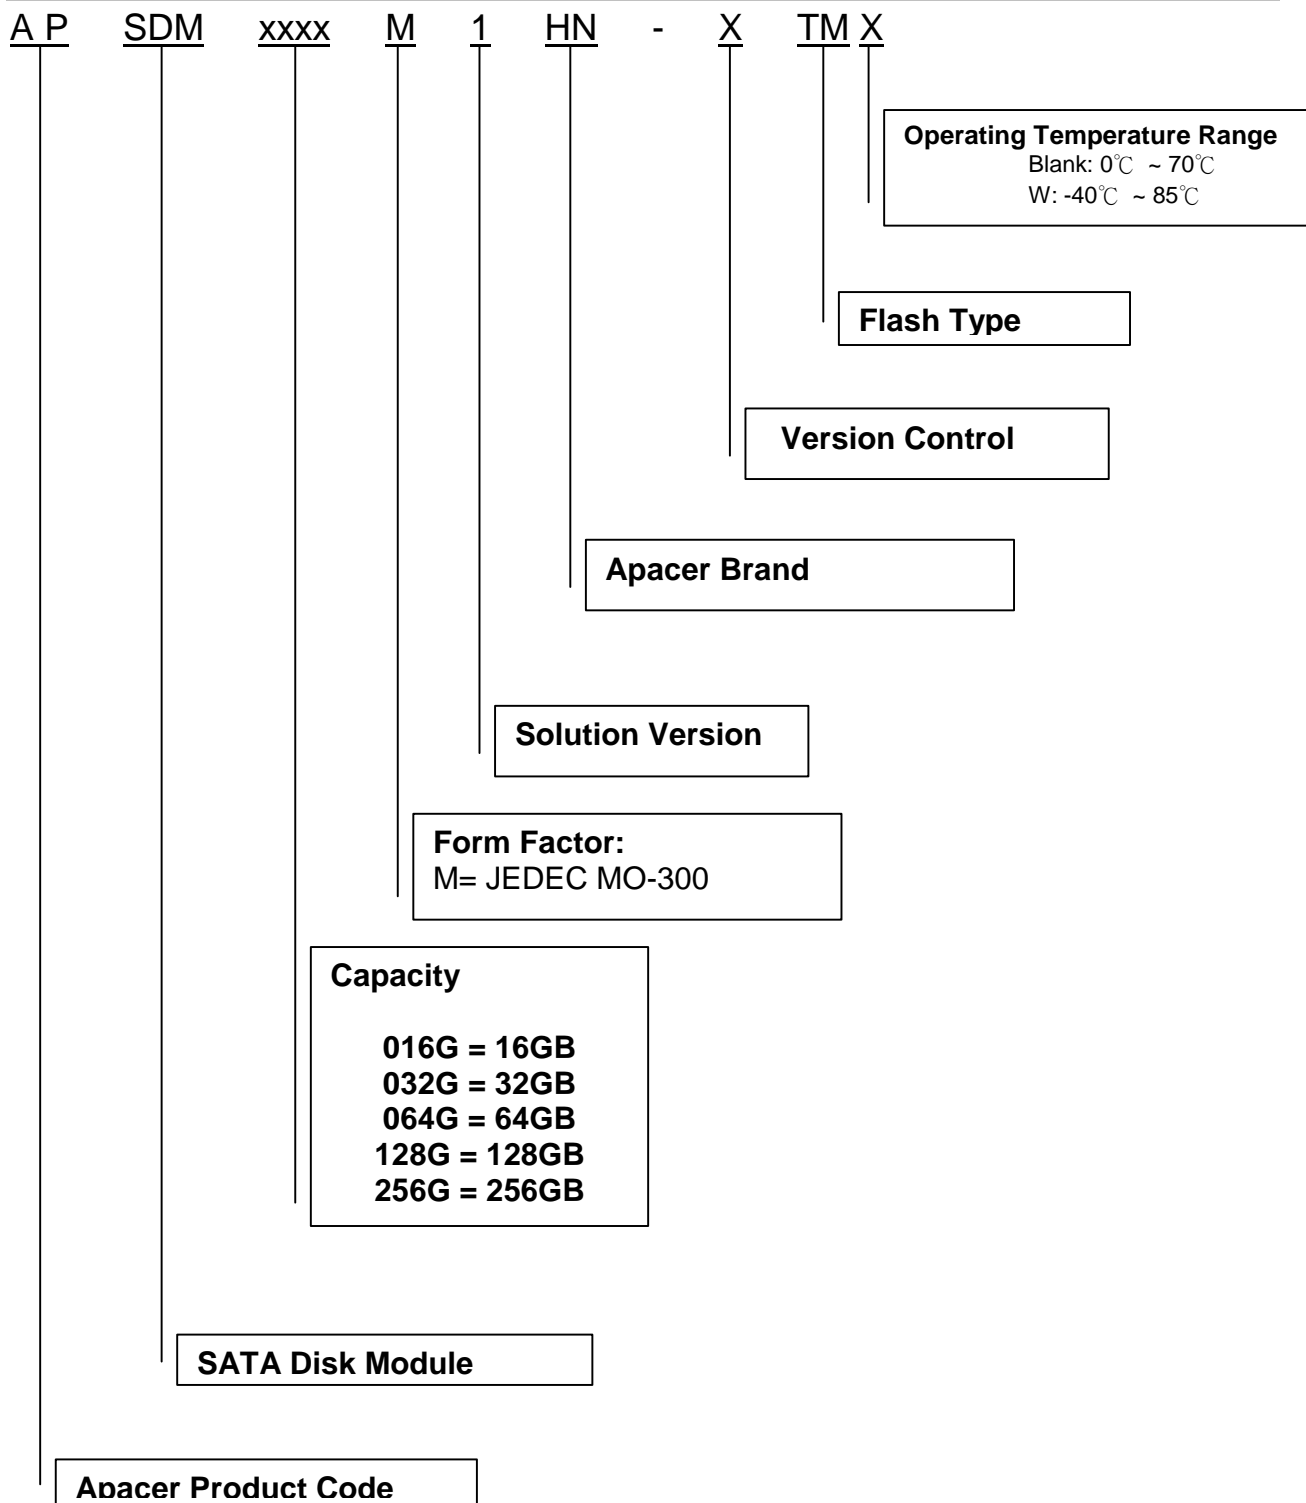 A P SDM xxxx M 1 HN - X TM X
Operating Temperature Range
Blank: 0℃ ~ 70℃
W: -40℃ ~ 85℃
Flash Type
Version Control
Apacer Brand
Solution Version
Form Factor:
M= JEDEC MO-300
Capacity
016G = 16GB
032G = 32GB
064G = 64GB
128G = 128GB
256G = 256GB
SATA Disk Module
Apacer Product Code